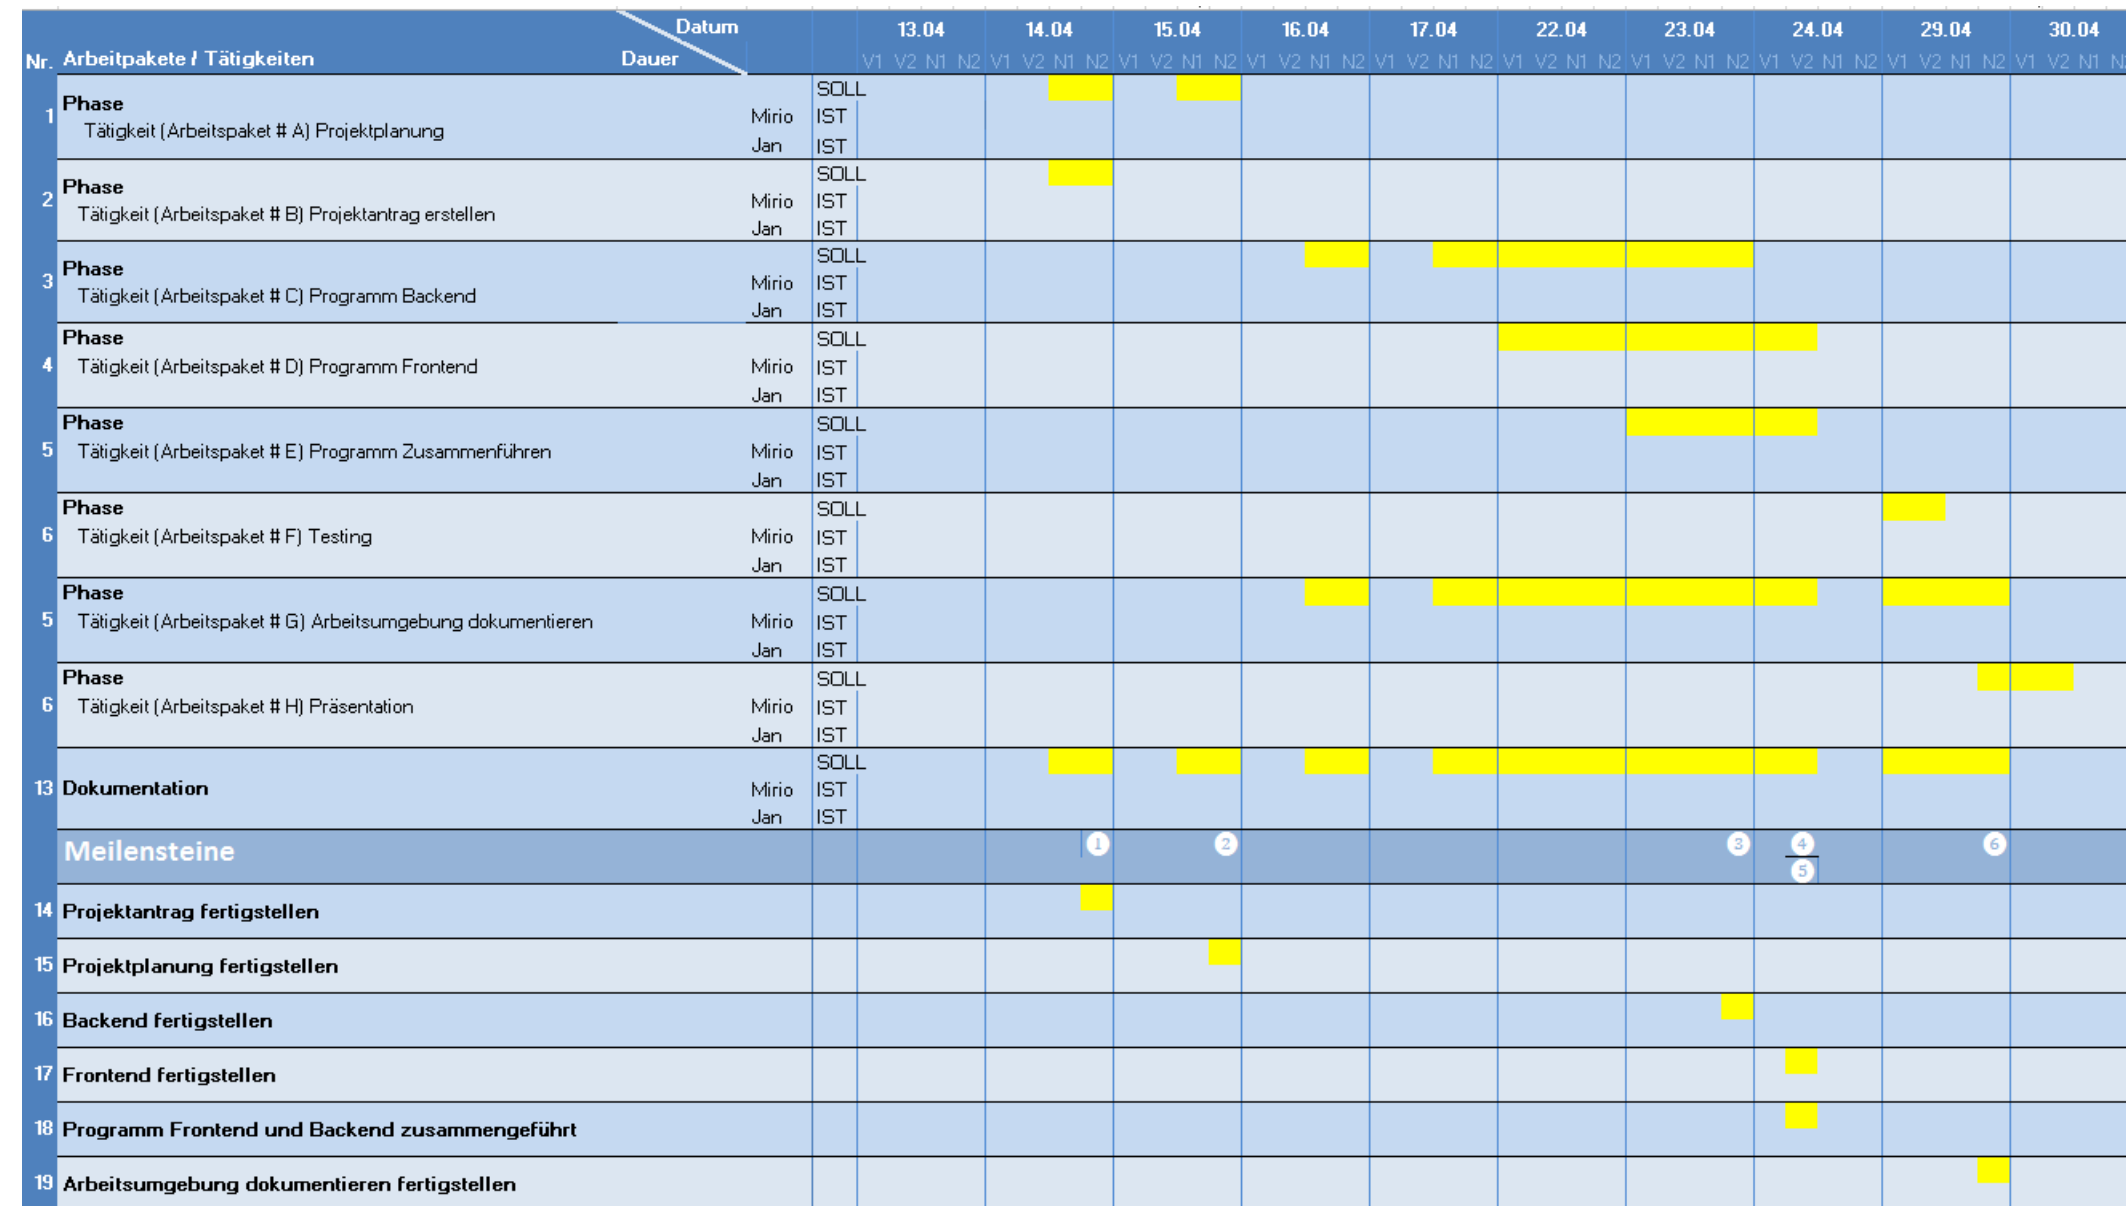 Datum 13.04 14.04 15.04 16.04 17.04 22.04 23.04 24.04 29.04 30.04
Nr. Arbeitpakete / Tätigkeiten Dauer V1 V2 N1 N2 V1 V2 N1 N2 V1 V2 N1 N2 V1 V2 N1 N2 V1 V2 N1 N2 V1 V2 N1 N2 V1 V2 N1 N2 V1 V2 N1 N2 V1 V2 N1 N2 V1 V2 N1
SOLL
Phase
1 Mirio IST
Tätigkeit (Arbeitspaket # A) Projektplanung
Jan IST
SOLL
Phase
2 Mirio IST
Tätigkeit (Arbeitspaket # B) Projektantrag erstellen
Jan IST
SOLL
Phase
3 Mirio IST
Tätigkeit (Arbeitspaket # C) Programm Backend
Jan IST
Phase SOLL
4 Tätigkeit (Arbeitspaket # D) Programm Frontend Mirio IST
Jan IST
Phase SOLL
5 Tätigkeit (Arbeitspaket # E) Programm Zusammenführen Mirio IST
Jan IST
Phase SOLL
6 Tätigkeit (Arbeitspaket # F) Testing Mirio IST
Jan IST
Phase SOLL
5 Tätigkeit (Arbeitspaket # G) Arbeitsumgebung dokumentieren Mirio IST
Jan IST
Phase SOLL
6 Tätigkeit (Arbeitspaket # H) Präsentation Mirio IST
Jan IST
SOLL
13 Dokumentation Mirio IST
Jan IST
Meilensteine 1 2 3 4 6
5
14 Projektantrag fertigstellen
15 Projektplanung fertigstellen
16 Backend fertigstellen
17 Frontend fertigstellen
18 Programm Frontend und Backend zusammengeführt
19 Arbeitsumgebung dokumentieren fertigstellen